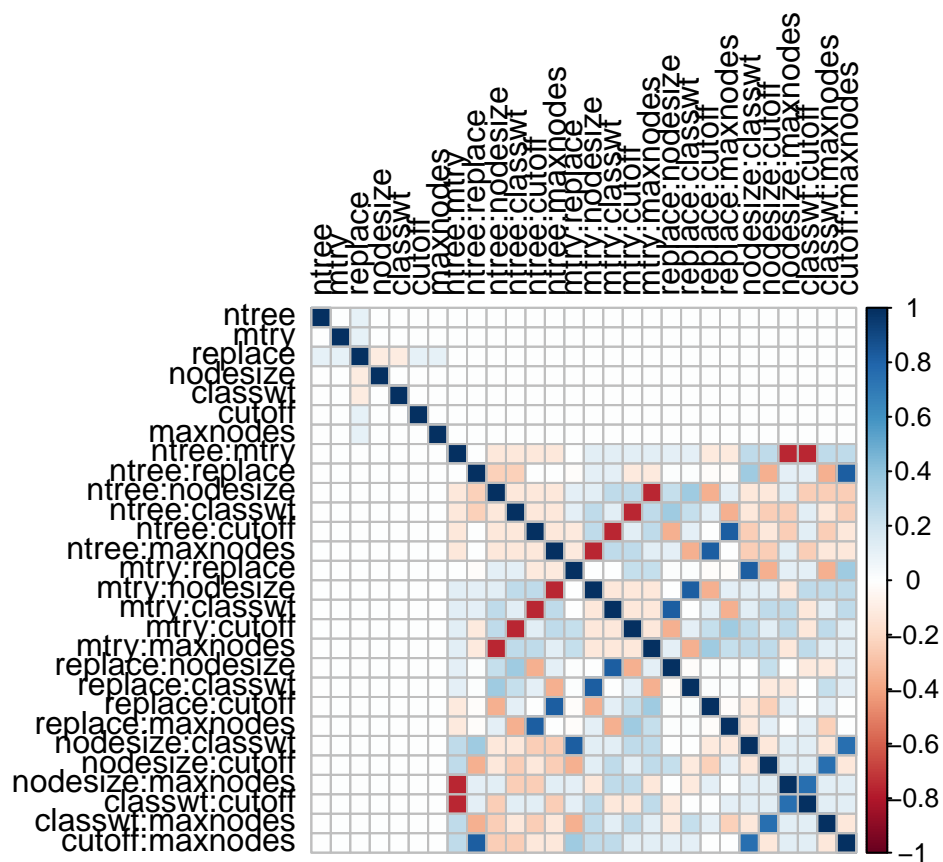 ntree
mtry
replace
nodesize
classwt
cutoff
maxnodes
ntree:mtry
ntree:replace
ntree:nodesize
ntree:classwt
ntree:cutoff
ntree:maxnodes
mtry:replace
mtry:nodesize
mtry:classwt
mtry:cutoff
mtry:maxnodes
replace:nodesize
replace:classwt
replace:cutoff
replace:maxnodes
nodesize:classwt
nodesize:cutoff
nodesize:maxnodes
classwt:cutoff
classwt:maxnodes
cutoff:maxnodes
ntree
mtry
replace
nodesize
classwt
cutoff
maxnodes
ntree:mtry
ntree:replace
ntree:nodesize
ntree:classwt
ntree:cutoff
ntree:maxnodes
mtry:replace
mtry:nodesize
mtry:classwt
mtry:cutoff
mtry:maxnodes
replace:nodesize
replace:classwt
replace:cutoff
replace:maxnodes
nodesize:classwt
nodesize:cutoff
nodesize:maxnodes
classwt:cutoff
classwt:maxnodes
cutoff:maxnodes
1
0.8
0.6
0.4
0.2
0
−0.2
−0.4
−0.6
−0.8
−1